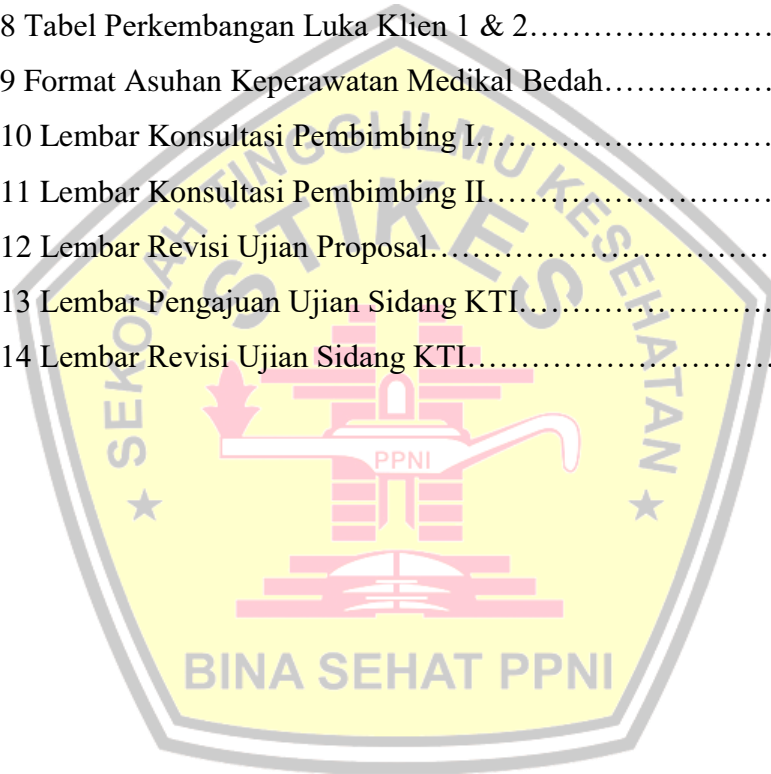 8 Tabel Perkembangan Luka Klien 1 & 2……………………
9 Format Asuhan Keperawatan Medikal Bedah………………
10 Lembar Konsultasi Pembimbing I…………………………
11 Lembar Konsultasi Pembimbing II…………………………
12 Lembar Revisi Ujian Proposal……………………………
13 Lembar Pengajuan Ujian Sidang KTI………………………
14 Lembar Revisi Ujian Sidang KTI…………………………
SEKOLAH TINGGI ILMU KESEHATAN
STIKES
PPNI
BINA SEHAT PPNI